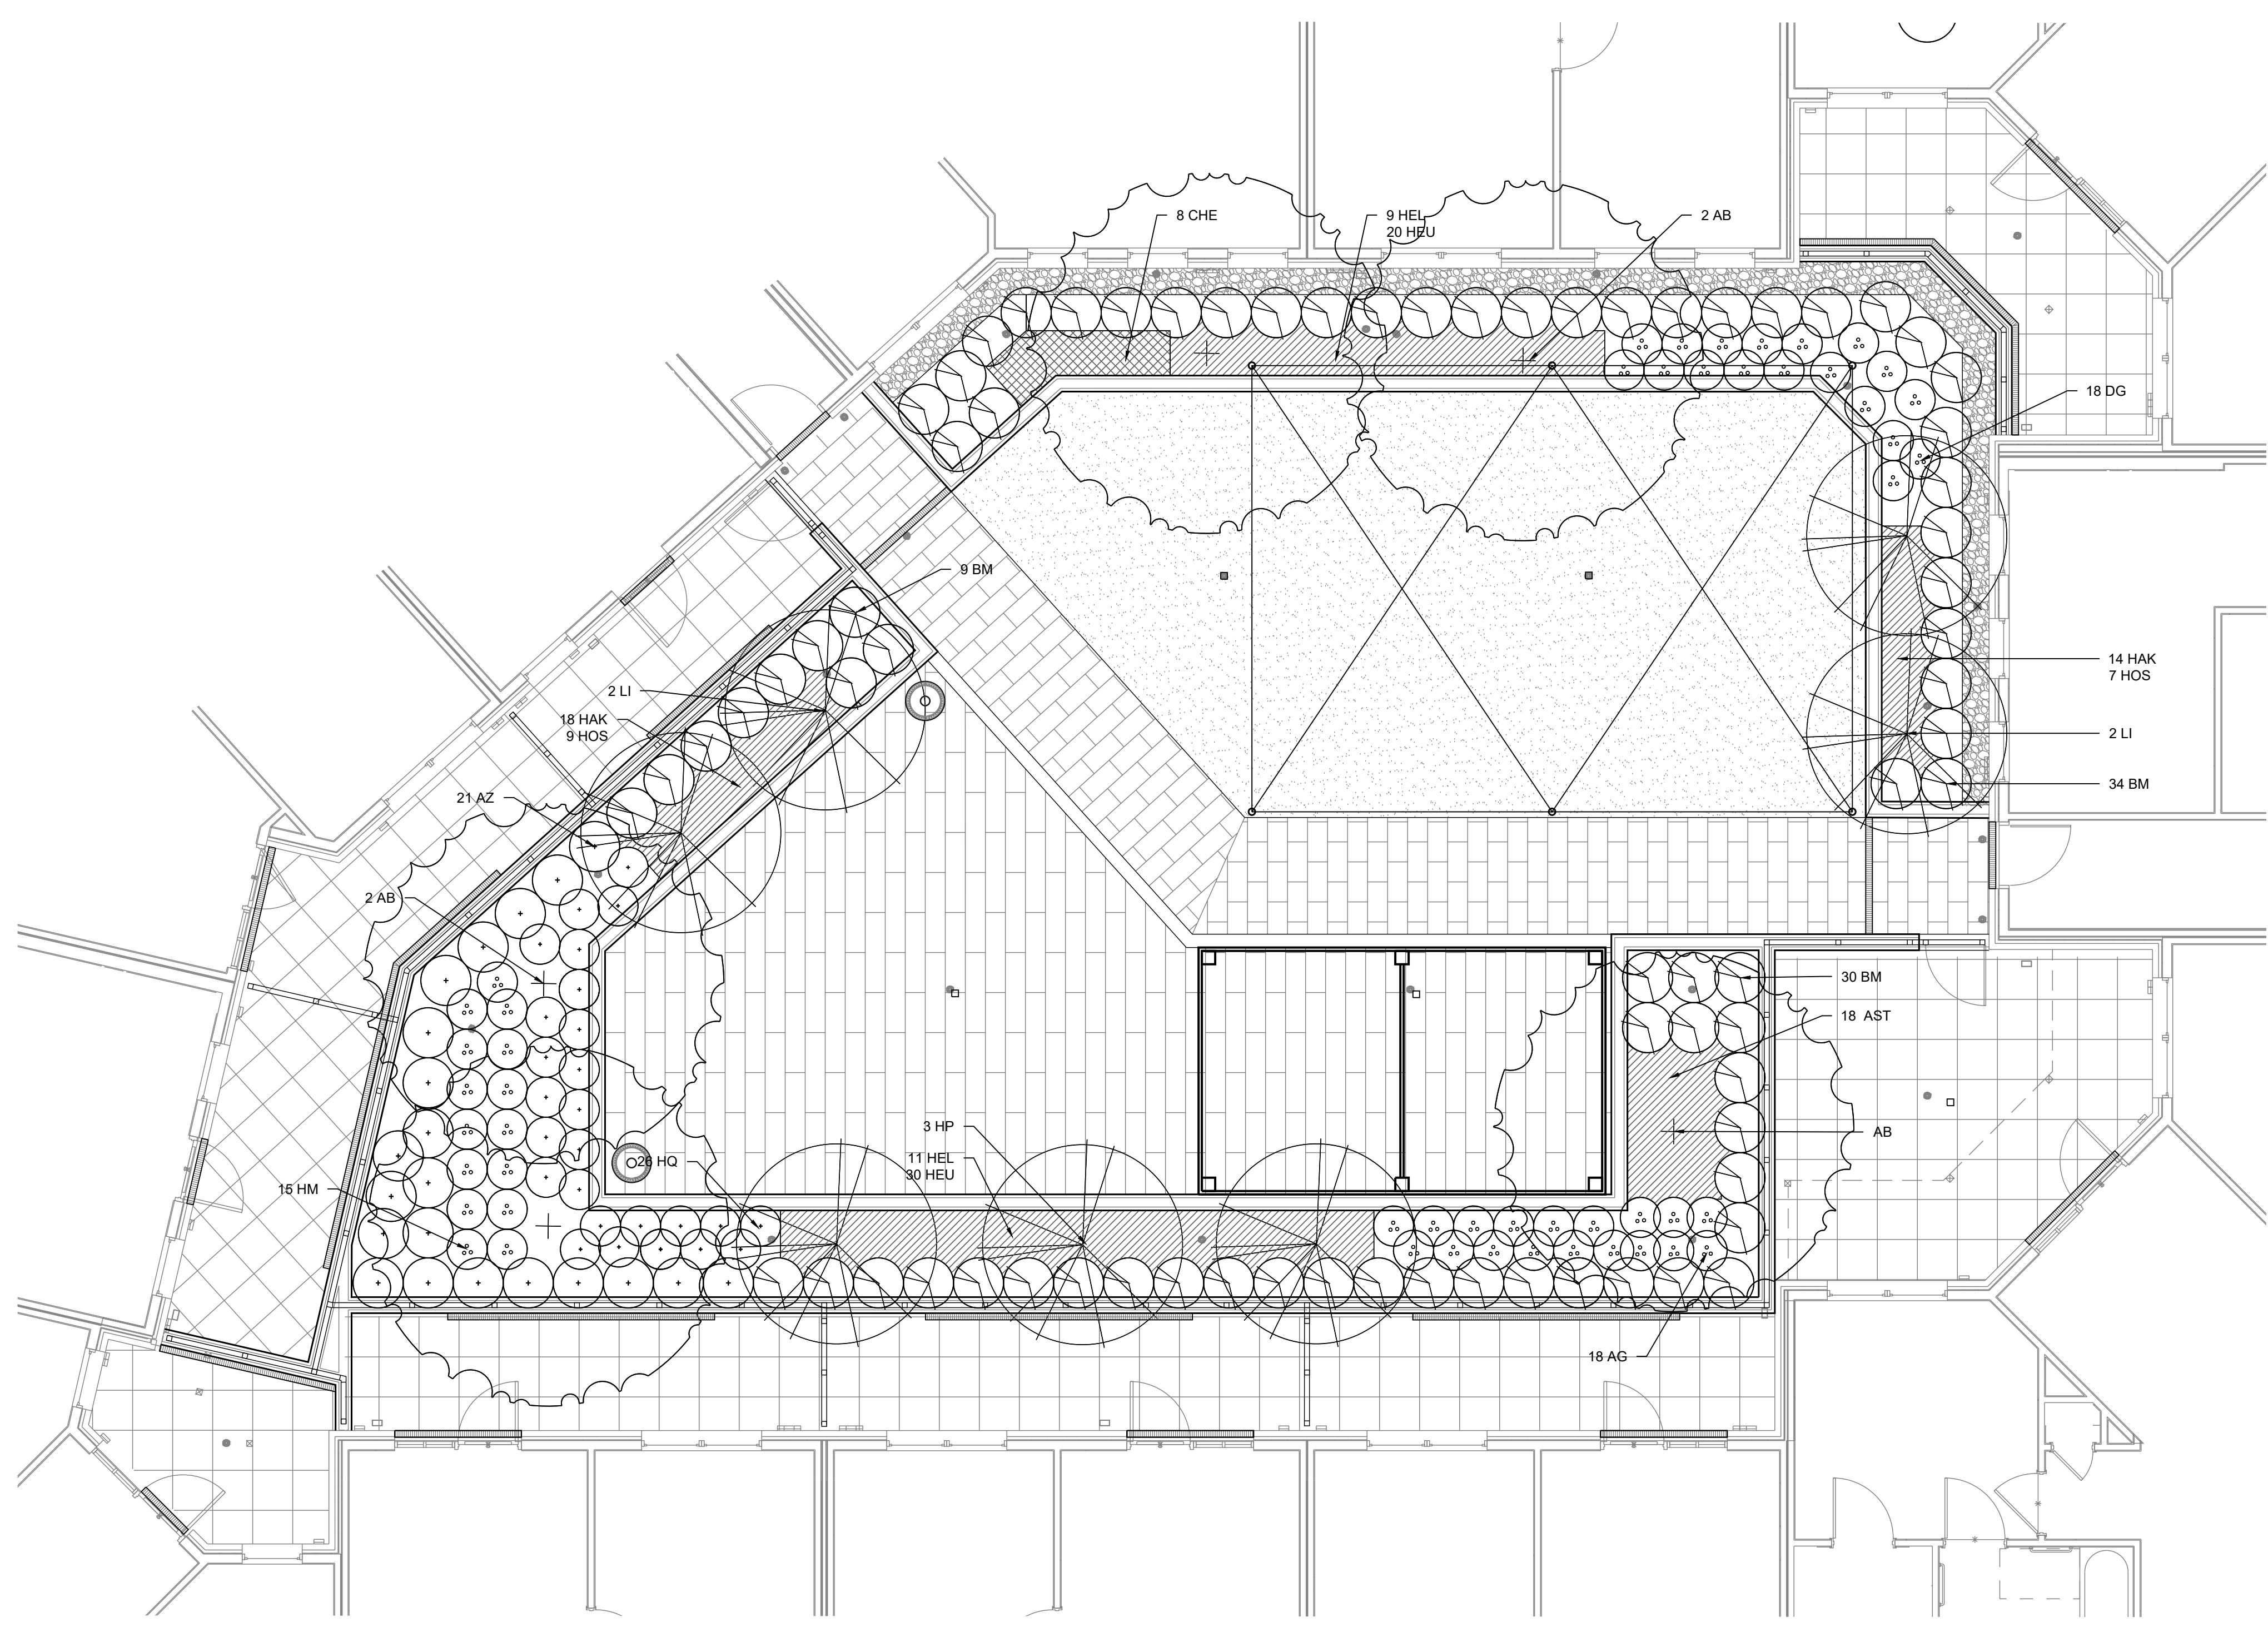 8 CHE
9 HEL
20 HEU
2 AB
18 DG
9 BM
14 HAK
7 HOS
2 LI
18 HAK
9 HOS
2 LI
34 BM
21 AZ
2 AB
30 BM
18 AST
3 HP
AB
11 HEL
30 HEU
26 HQ
15 HM
18 AG